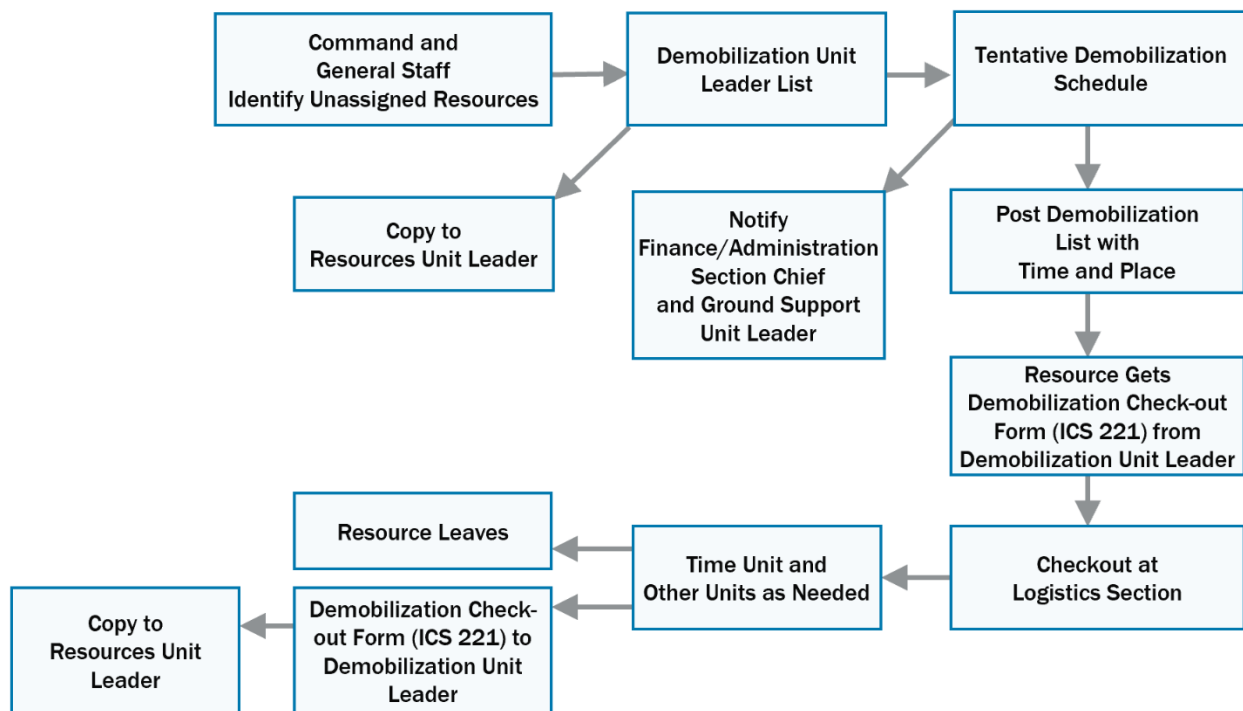 Command and
General Staff
Identify Unassigned Resources
Demobilization Unit
Leader List
Tentative Demobilization
Schedule
Copy to
Resources Unit Leader
Notify
Finance/Administration
Section Chief
and Ground Support
Unit Leader
Post Demobilization
List with
Time and Place
Resource Gets
Demobilization Check-out
Form (ICS 221) from
Demobilization Unit Leader
Resource Leaves
Time Unit and
Other Units as Needed
Checkout at
Logistics Section
Copy to
Resources Unit
Leader
Demobilization Check-
out Form (ICS 221) to
Demobilization Unit
Leader